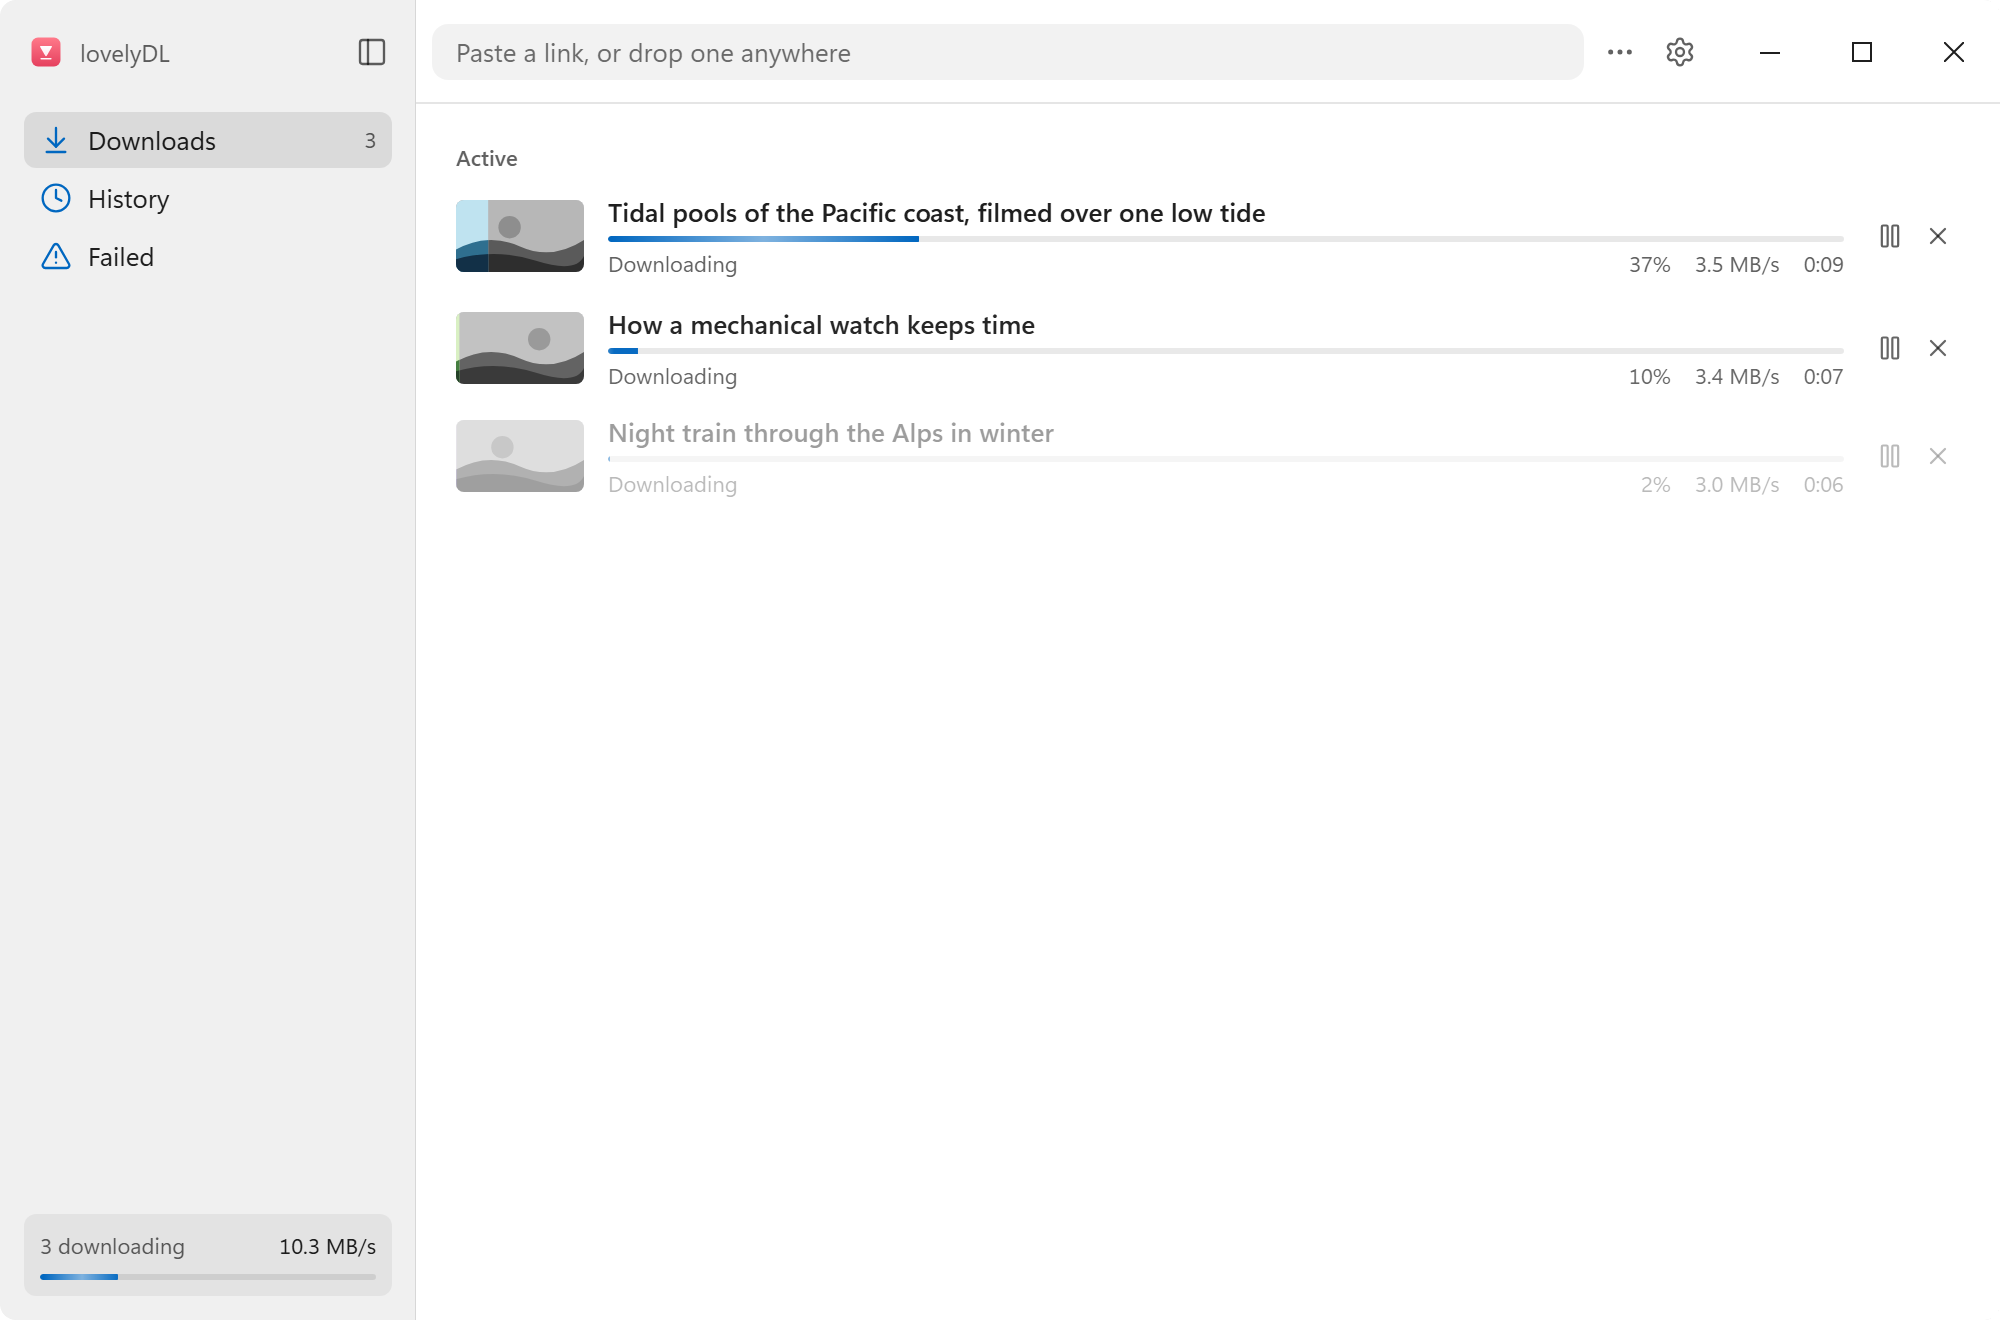 lovelyDL
Paste a link, or drop one anywhere
Downloads 3
History
Failed
Active
Tidal pools of the Pacific coast, filmed over one low tide
Downloading 37% 3.5 MB/s 0:09
How a mechanical watch keeps time
Downloading 10% 3.4 MB/s 0:07
Night train through the Alps in winter
Downloading 2% 3.0 MB/s 0:06
3 downloading 10.3 MB/s